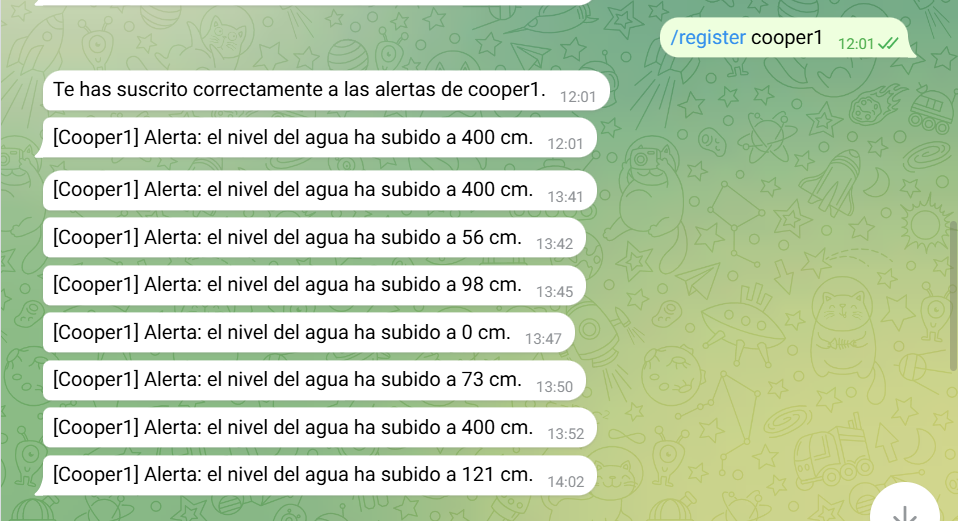 /register cooper1 12:01
Te has suscrito correctamente a las alertas de cooper1. 12:01
[Cooper1] Alerta: el nivel del agua ha subido a 400 cm. 12:01
[Cooper1] Alerta: el nivel del agua ha subido a 400 cm. 13:41
[Cooper1] Alerta: el nivel del agua ha subido a 56 cm. 13:42
[Cooper1] Alerta: el nivel del agua ha subido a 98 cm. 13:45
[Cooper1] Alerta: el nivel del agua ha subido a 0 cm. 13:47
[Cooper1] Alerta: el nivel del agua ha subido a 73 cm. 13:50
[Cooper1] Alerta: el nivel del agua ha subido a 400 cm. 13:52
[Cooper1] Alerta: el nivel del agua ha subido a 121 cm. 14:02